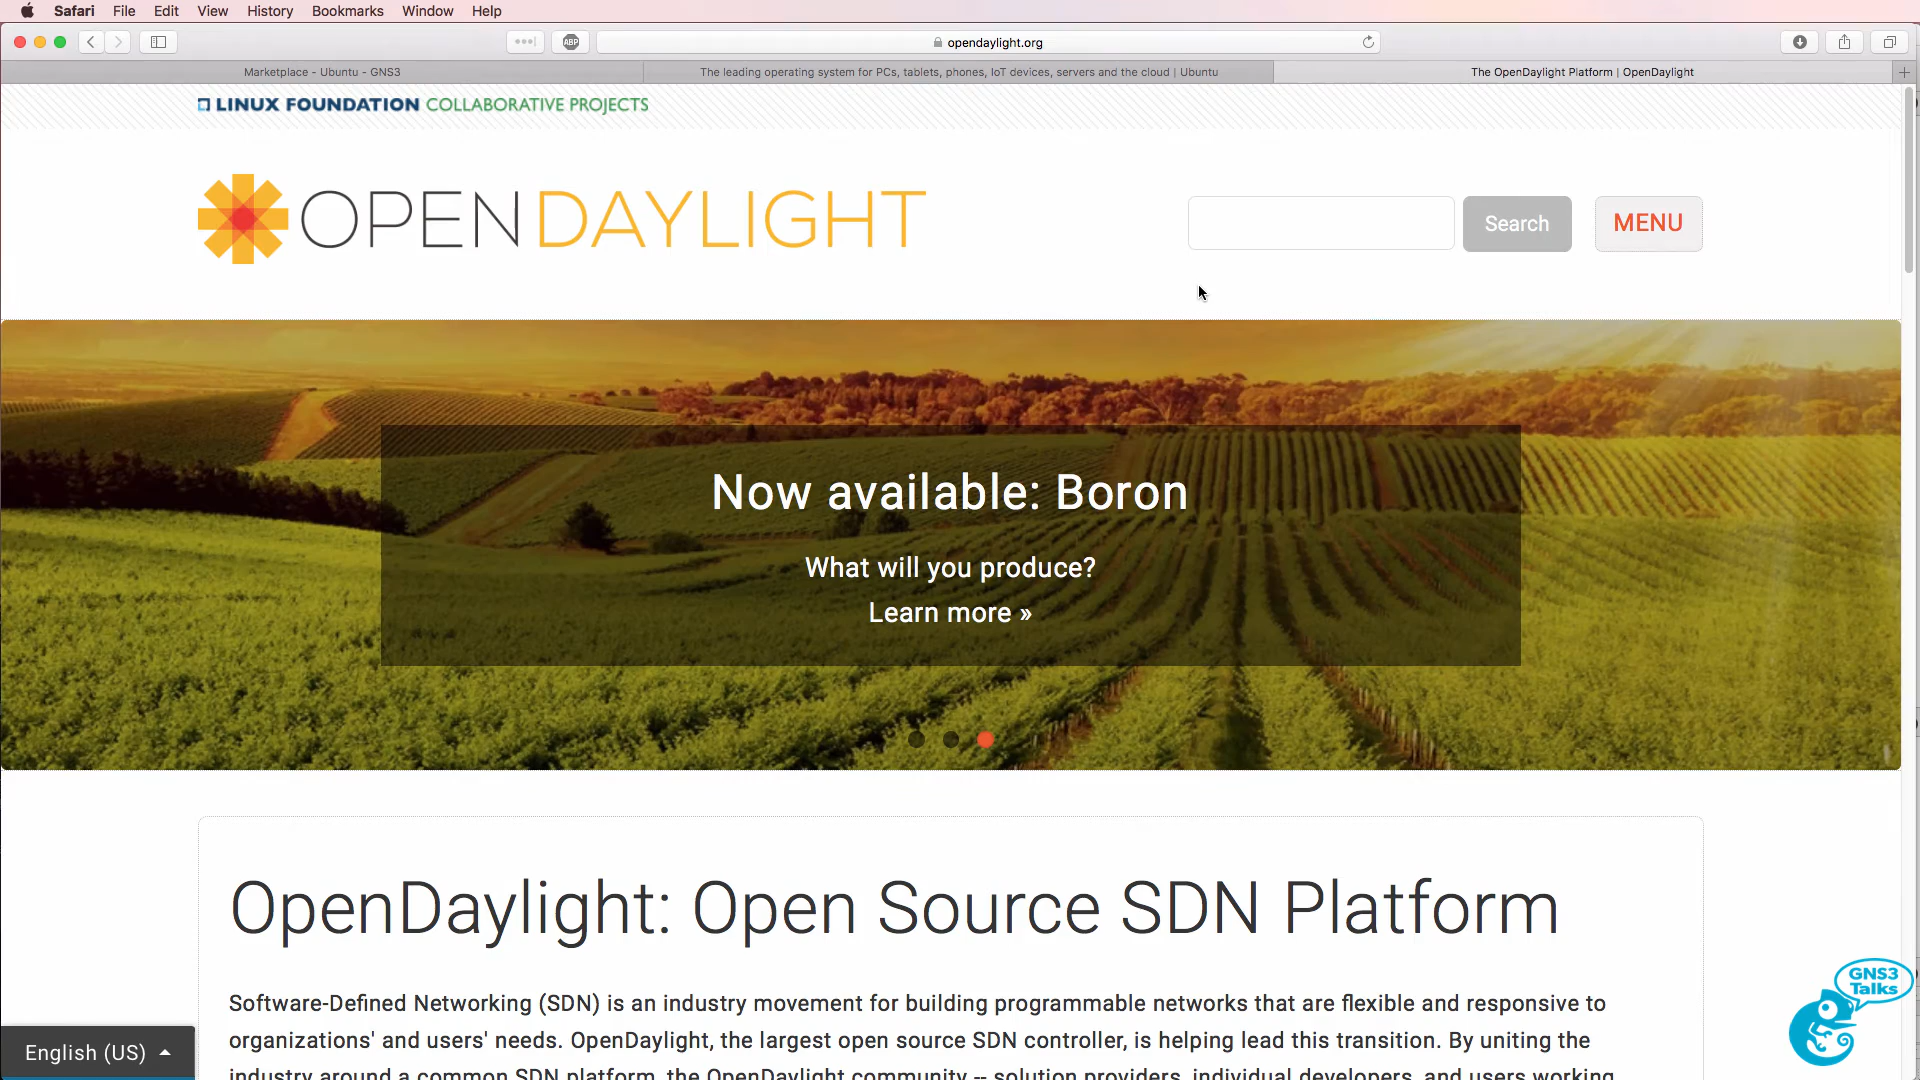 Safari File Edit View History Bookmarks Window Help
ABP
opendaylight.org
Marketplace - Ubuntu - GNS3
The leading operating system for PCs, tablets, phones, IoT devices, servers and the cloud | Ubuntu
The OpenDaylight Platform | OpenDaylight
LINUX FOUNDATION COLLABORATIVE PROJECTS
OPENDAYLIGHT
Search
MENU
Now available: Boron
What will you produce?
Learn more »
OpenDaylight: Open Source SDN Platform
Software-Defined Networking (SDN) is an industry movement for building programmable networks that are flexible and responsive to
organizations' and users' needs. OpenDaylight, the largest open source SDN controller, is helping lead this transition. By uniting the
industry around a common SDN platform, the OpenDaylight community -- solution providers, individual developers, and users working
English (US)
GNS3
Talks